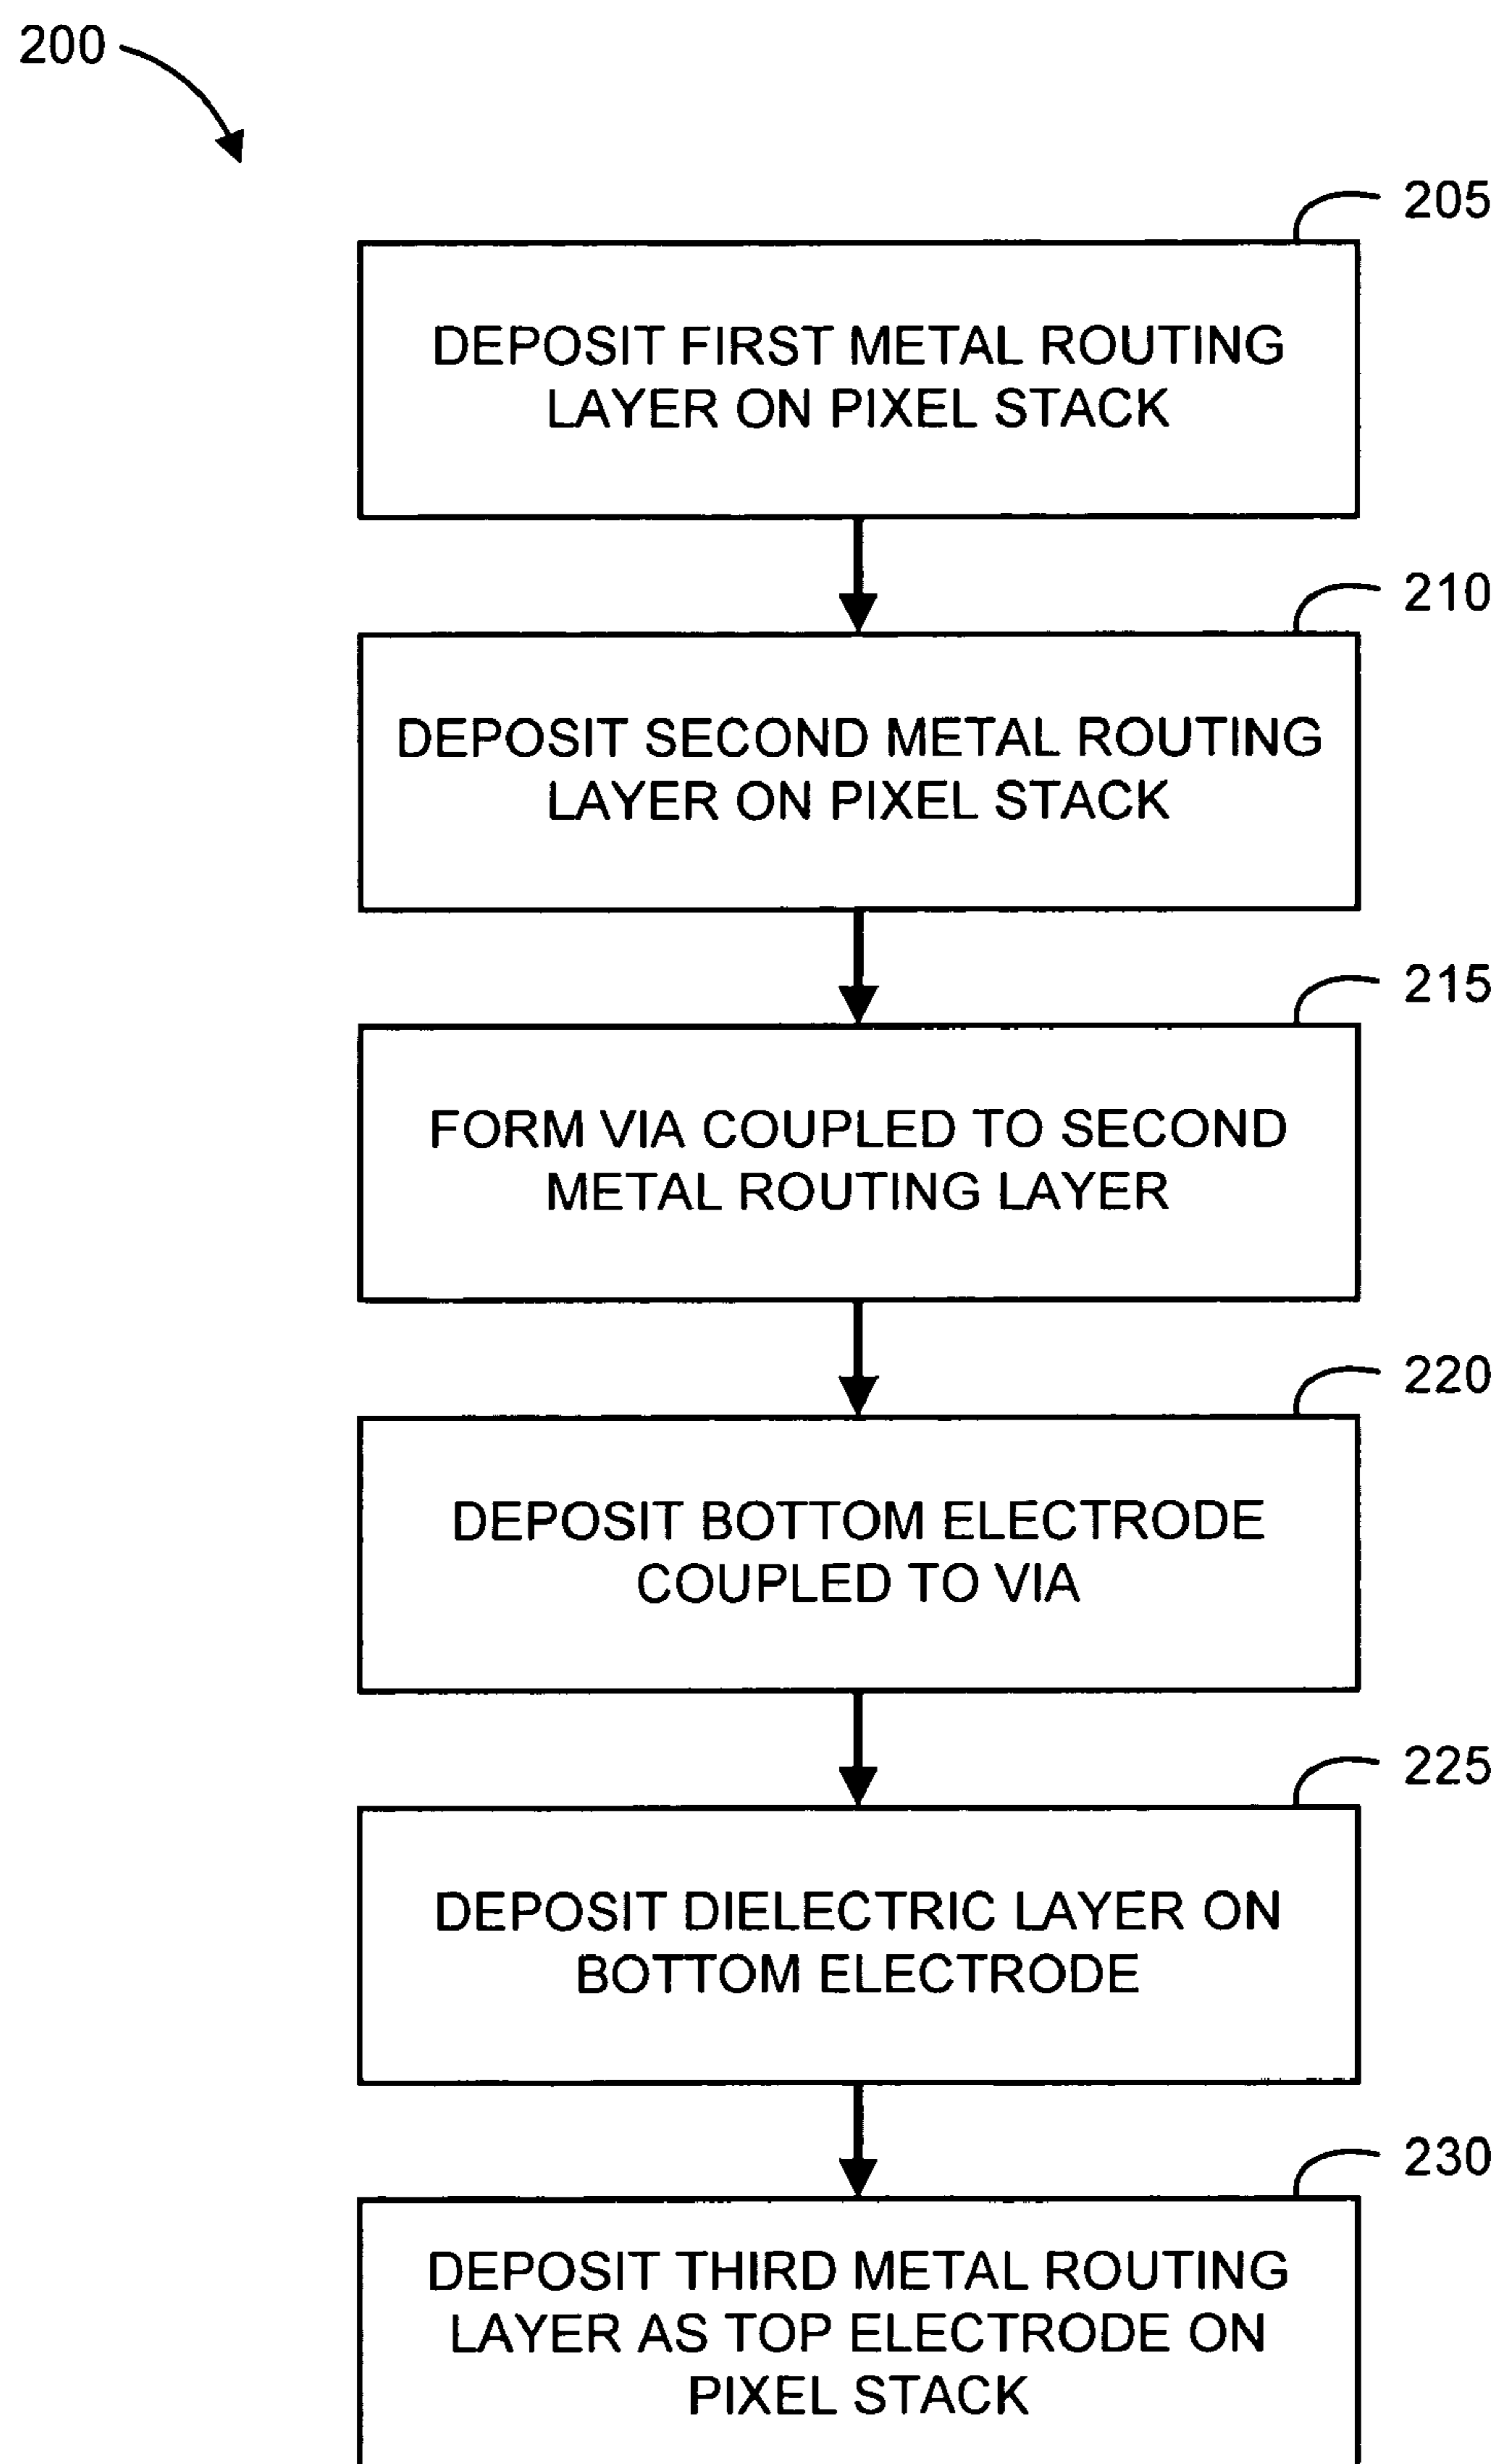 200
205
DEPOSIT FIRST METAL ROUTING
LAYER ON PIXEL STACK
210
DEPOSIT SECOND METAL ROUTING
LAYER ON PIXEL STACK
215
FORM VIA COUPLED TO SECOND
METAL ROUTING LAYER
220
DEPOSIT BOTTOM ELECTRODE
COUPLED TO VIA
225
DEPOSIT DIELECTRIC LAYER ON
BOTTOM ELECTRODE
230
DEPOSIT THIRD METAL ROUTING
LAYER AS TOP ELECTRODE ON
PIXEL STACK